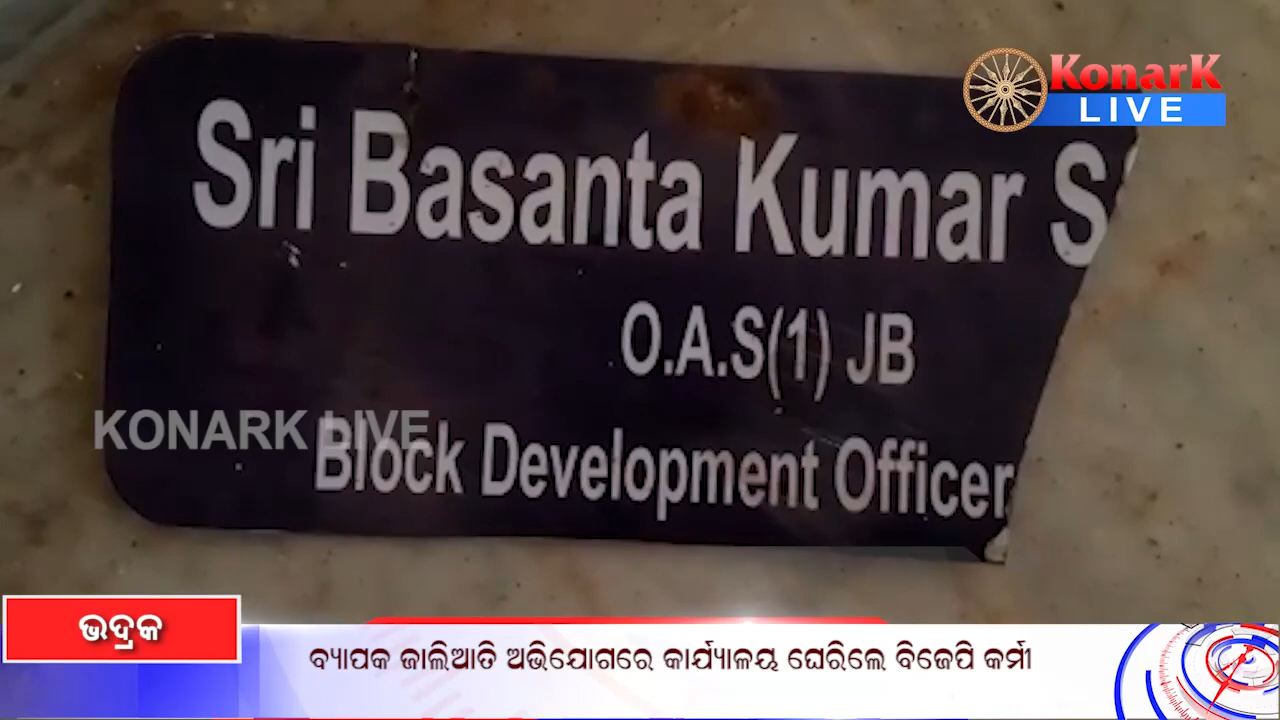 KonarK
LIVE
Sri Basanta Kumar S
O.A.S(1) JB
KONARK LIVE
Block Development Officer
ଭଦ୍ରକ
ବ୍ୟାପକ ଜାଲିଆତି ଅଭିଯୋଗରେ କାର୍ଯ୍ୟାଳୟ ଘେରିଲେ ବିଜେପି କର୍ମୀ